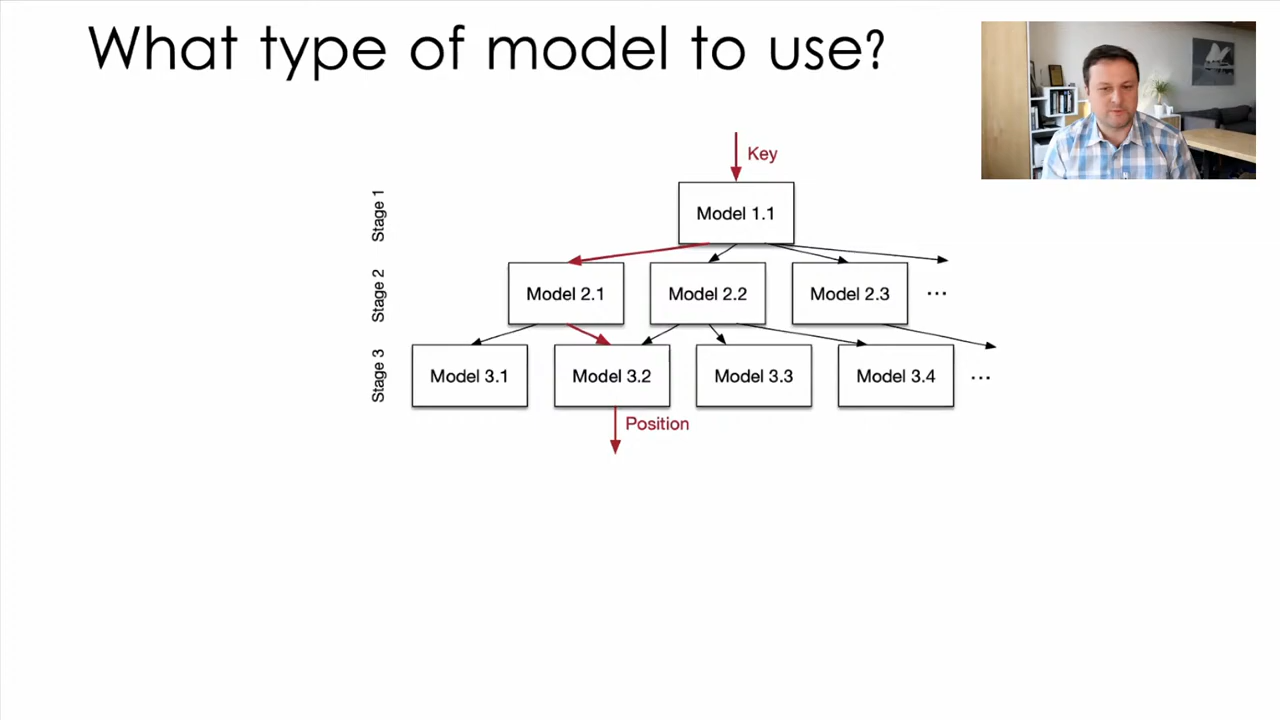 What type of model to use?
Key
Stage 1
Model 1.1
Stage 2
Model 2.1
Model 2.2
Model 2.3
...
Stage 3
Model 3.1
Model 3.2
Model 3.3
Model 3.4
...
Position